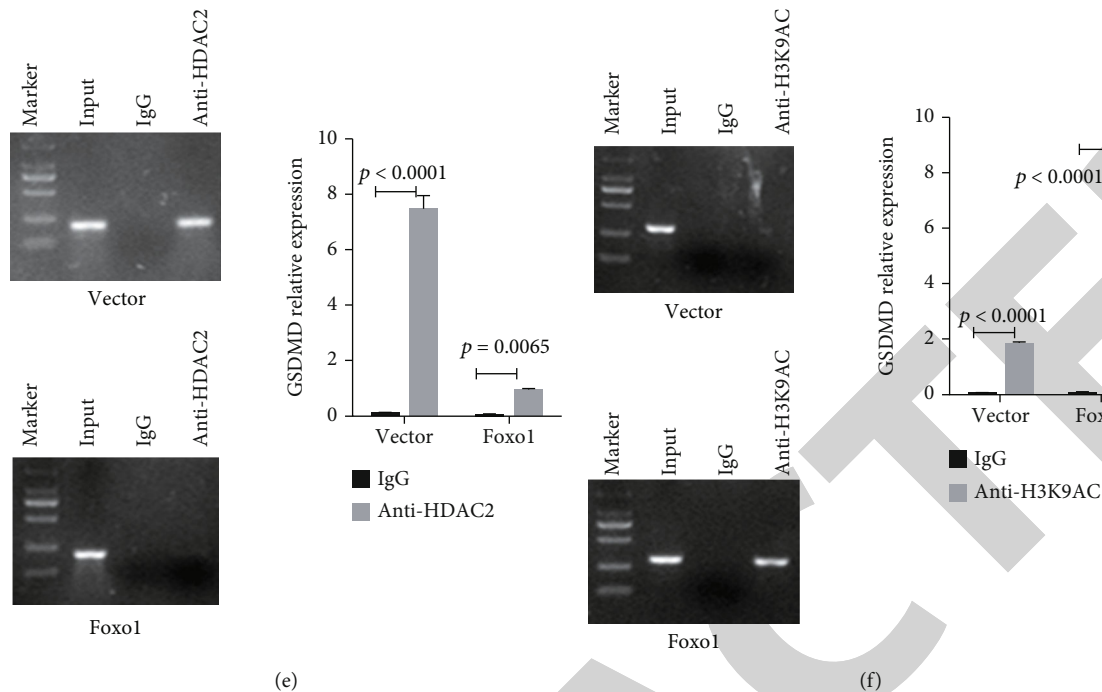 Marker
Input
IgG
Anti-HDAC2
Vector
Marker
Input
IgG
Anti-HDAC2
Foxo1
GSDMD relative expression
10
8
6
4
2
0
p < 0.0001
p = 0.0065
Vector
Foxo1
IgG
Anti-HDAC2
(e)
Marker
Input
IgG
Anti-H3K9AC
Vector
Marker
Input
IgG
Anti-H3K9AC
Foxo1
GSDMD relative expression
10
8
6
4
2
0
p < 0.0001
p < 0.0001
Vector
Fox
IgG
Anti-H3K9AC
(f)